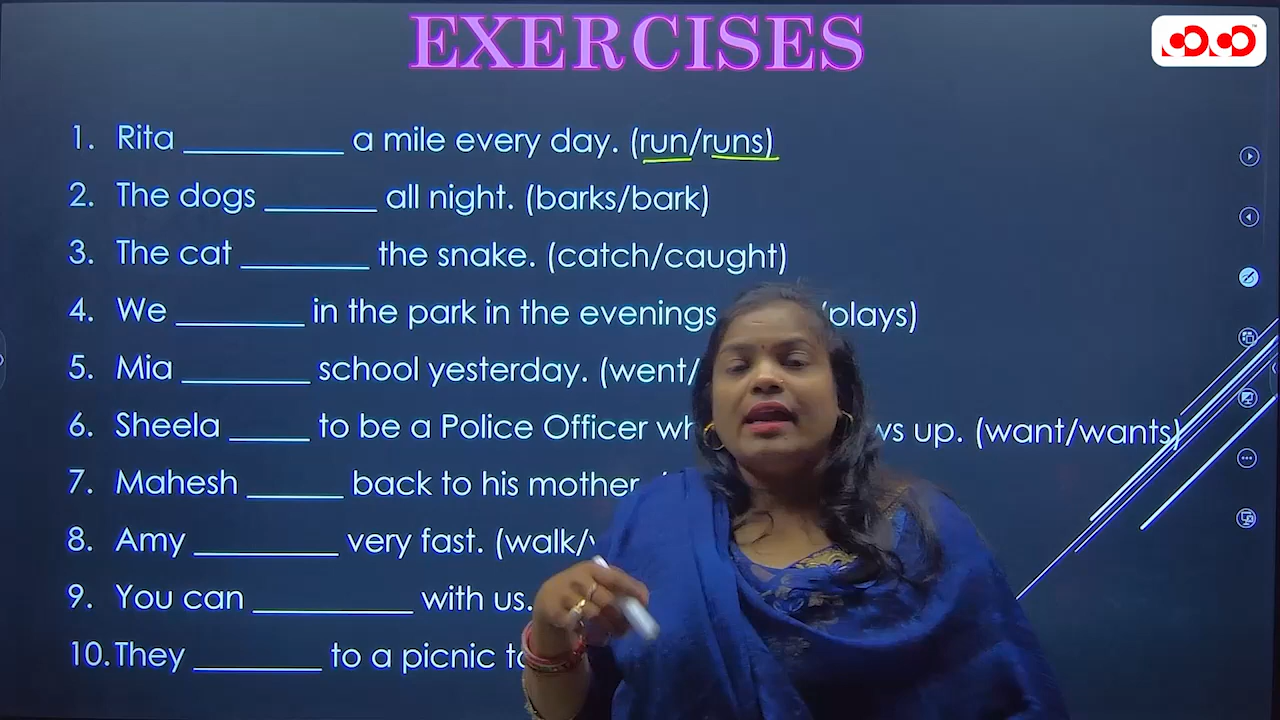 EXERCISES
1. Rita __________ a mile every day. (run/runs)
2. The dogs _______ all night. (barks/bark)
3. The cat ________ the snake. (catch/caught)
4. We ________ in the park in the evenings plays)
5. Mia ________ school yesterday. (went/
6. Sheela _____ to be a Police Officer up. (want/wants)
7. Mahesh ______ back to his mother.
8. Amy _________ very fast. (walk/
9. You can __________ with us.
10. They ________ to a picnic